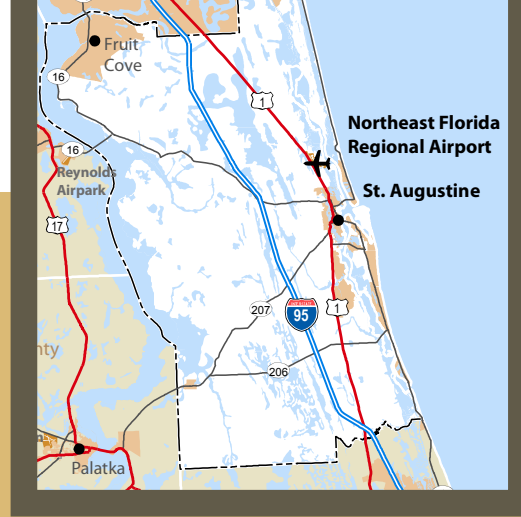 Fruit
Cove
16
1
Northeast Florida
Regional Airport
16
Reynolds
Airpark
St. Augustine
17
207
95
1
nty
206
n
Palatka